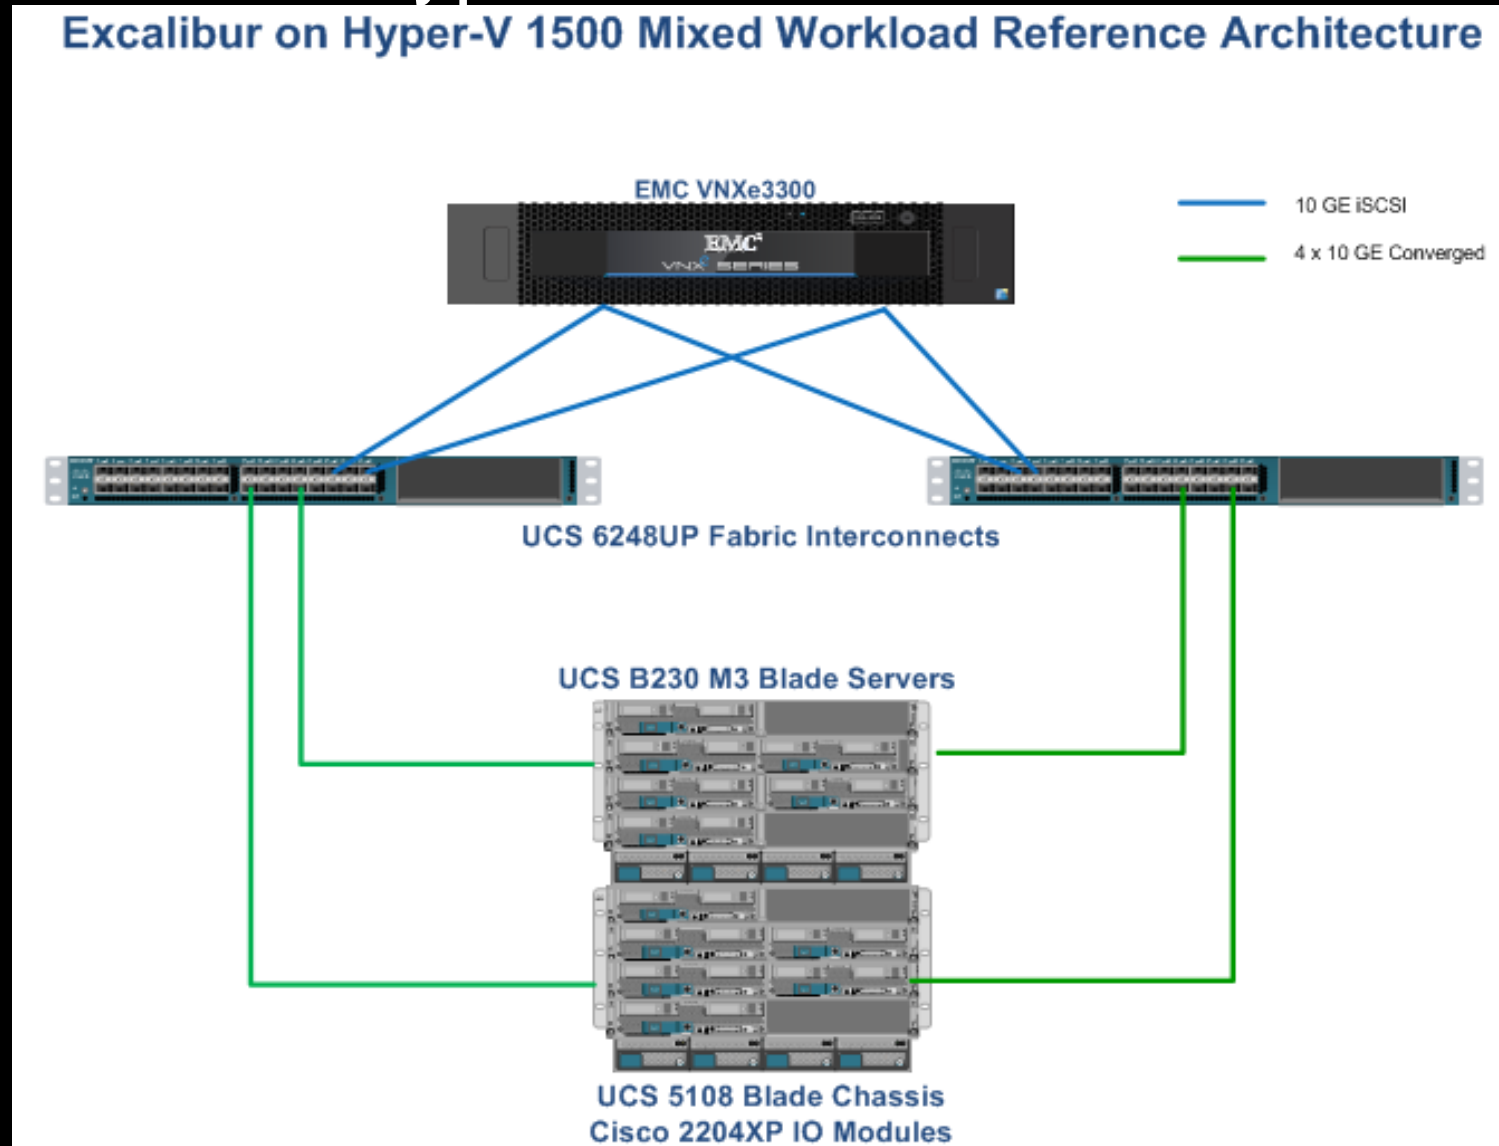 Excalibur on Hyper-V 1500 Mixed Workload Reference Architecture
EMC VNXe3300
10 GE iSCSI
EMC²
VNX SERIES
4 x 10 GE Converged
UCS 6248UP Fabric Interconnects
UCS B230 M3 Blade Servers
UCS 5108 Blade Chassis
Cisco 2204XP IO Modules